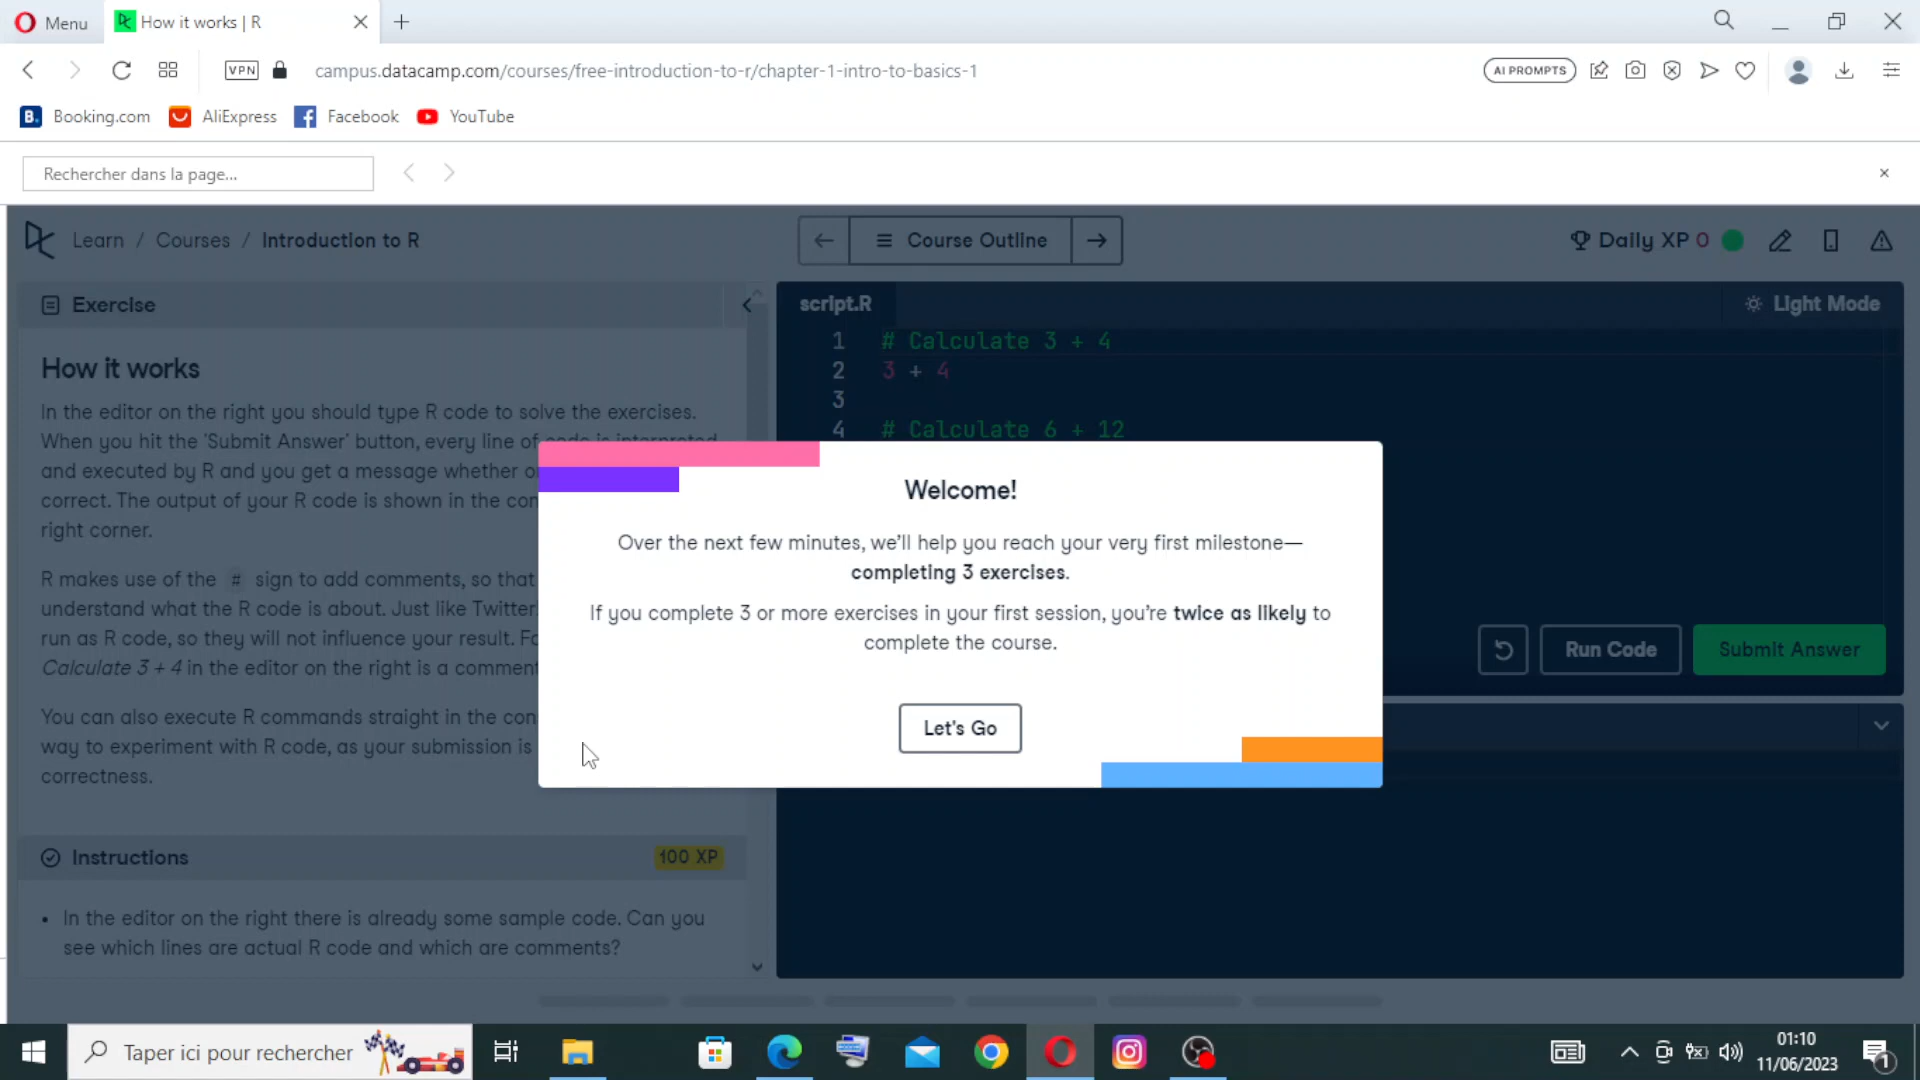 Menu
How it works | R
VPN
campus.datacamp.com/courses/free-introduction-to-r/chapter-1-intro-to-basics-1
AI PROMPTS
B. Booking.com
AliExpress
Facebook
YouTube
Rechercher dans la page...
Learn / Courses / Introduction to R
Course Outline
Daily XP 0
Exercise
script.R
Light Mode
How it works
In the editor on the right you should type R code to solve the exercises.
When you hit the 'Submit Answer' button, every line of code is interpreted
and executed by R and you get a message whether o
correct. The output of your R code is shown in the con
right corner.
R makes use of the # sign to add comments, so that
understand what the R code is about. Just like Twitter
run as R code, so they will not influence your result. Fo
Calculate 3 + 4 in the editor on the right is a comment
You can also execute R commands straight in the con
way to experiment with R code, as your submission is
correctness.
Instructions
100 XP
• In the editor on the right there is already some sample code. Can you
see which lines are actual R code and which are comments?
1 # Calculate 3 + 4
2 3 + 4
3
4 # Calculate 6 + 12
Run Code
Submit Answer
Welcome!
Over the next few minutes, we'll help you reach your very first milestone—
completing 3 exercises.
If you complete 3 or more exercises in your first session, you're twice as likely to
complete the course.
Let's Go
Taper ici pour rechercher
01:10
11/06/2023
1